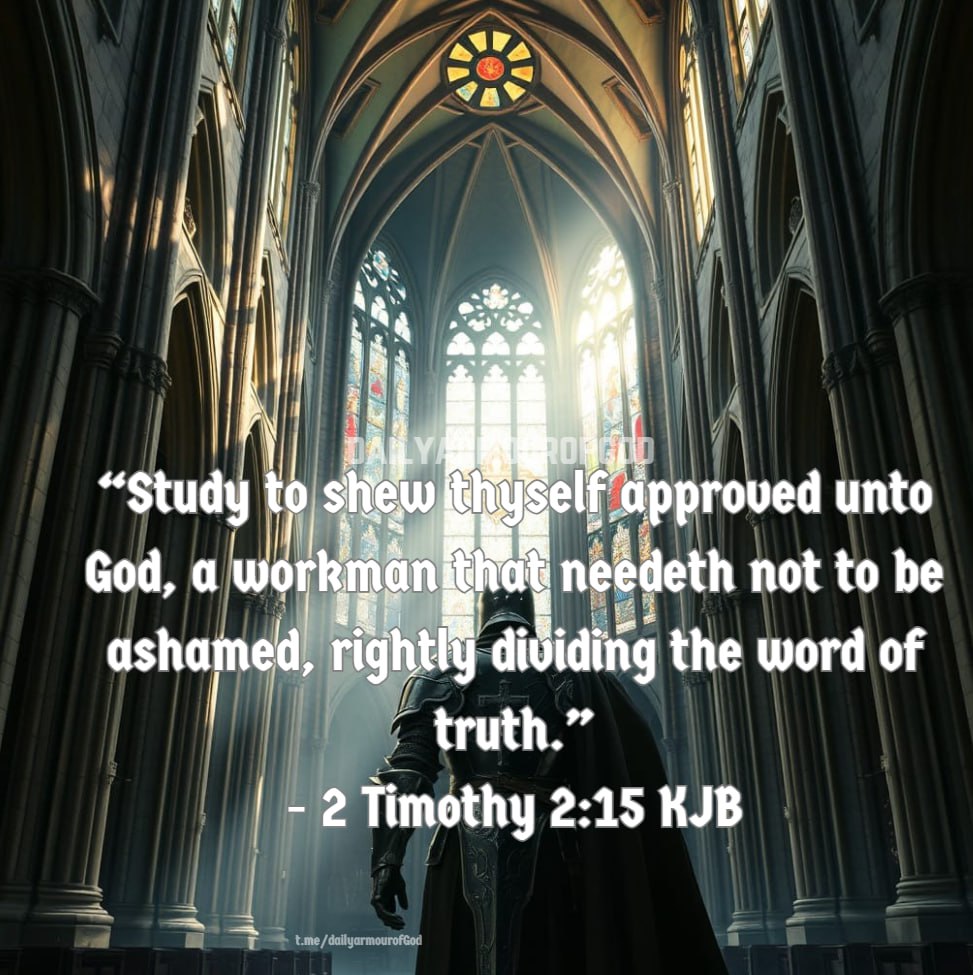 DAILYARMOUROFGOD
“Study to shew thyself approved unto
God, a workman that needeth not to be
ashamed, rightly dividing the word of
truth.”
- 2 Timothy 2:15 KJB
t.me/dailyarmourofGod